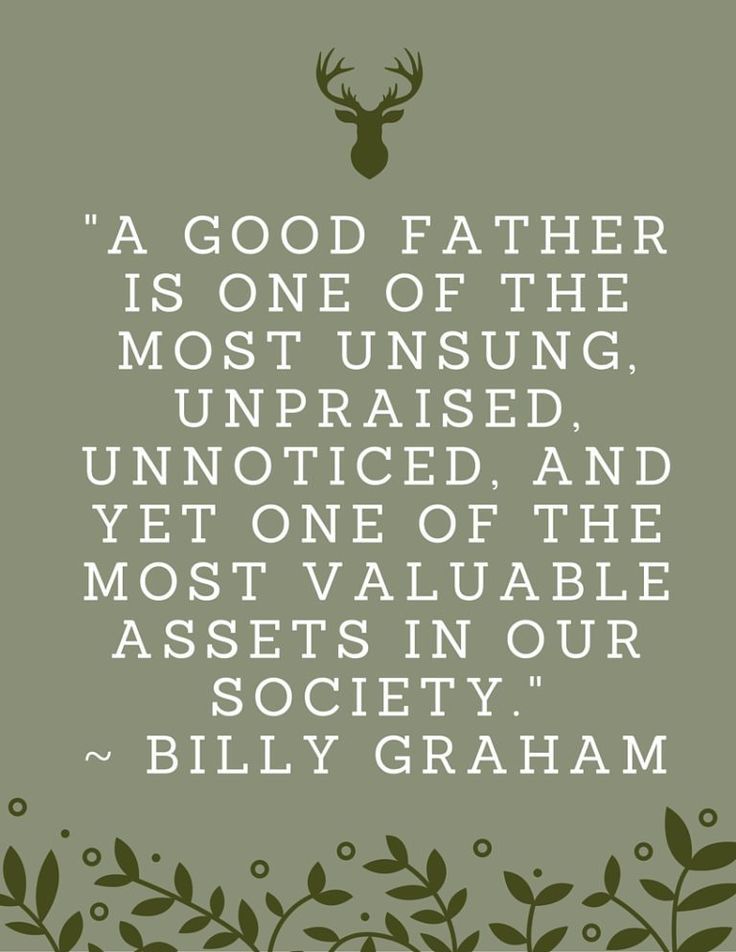 "A GOOD FATHER
IS ONE OF THE
MOST UNSUNG,
UNPRAISED,
UNNOTICED, AND
YET ONE OF THE
MOST VALUABLE
ASSETS IN OUR
SOCIETY."
~ BILLY GRAHAM